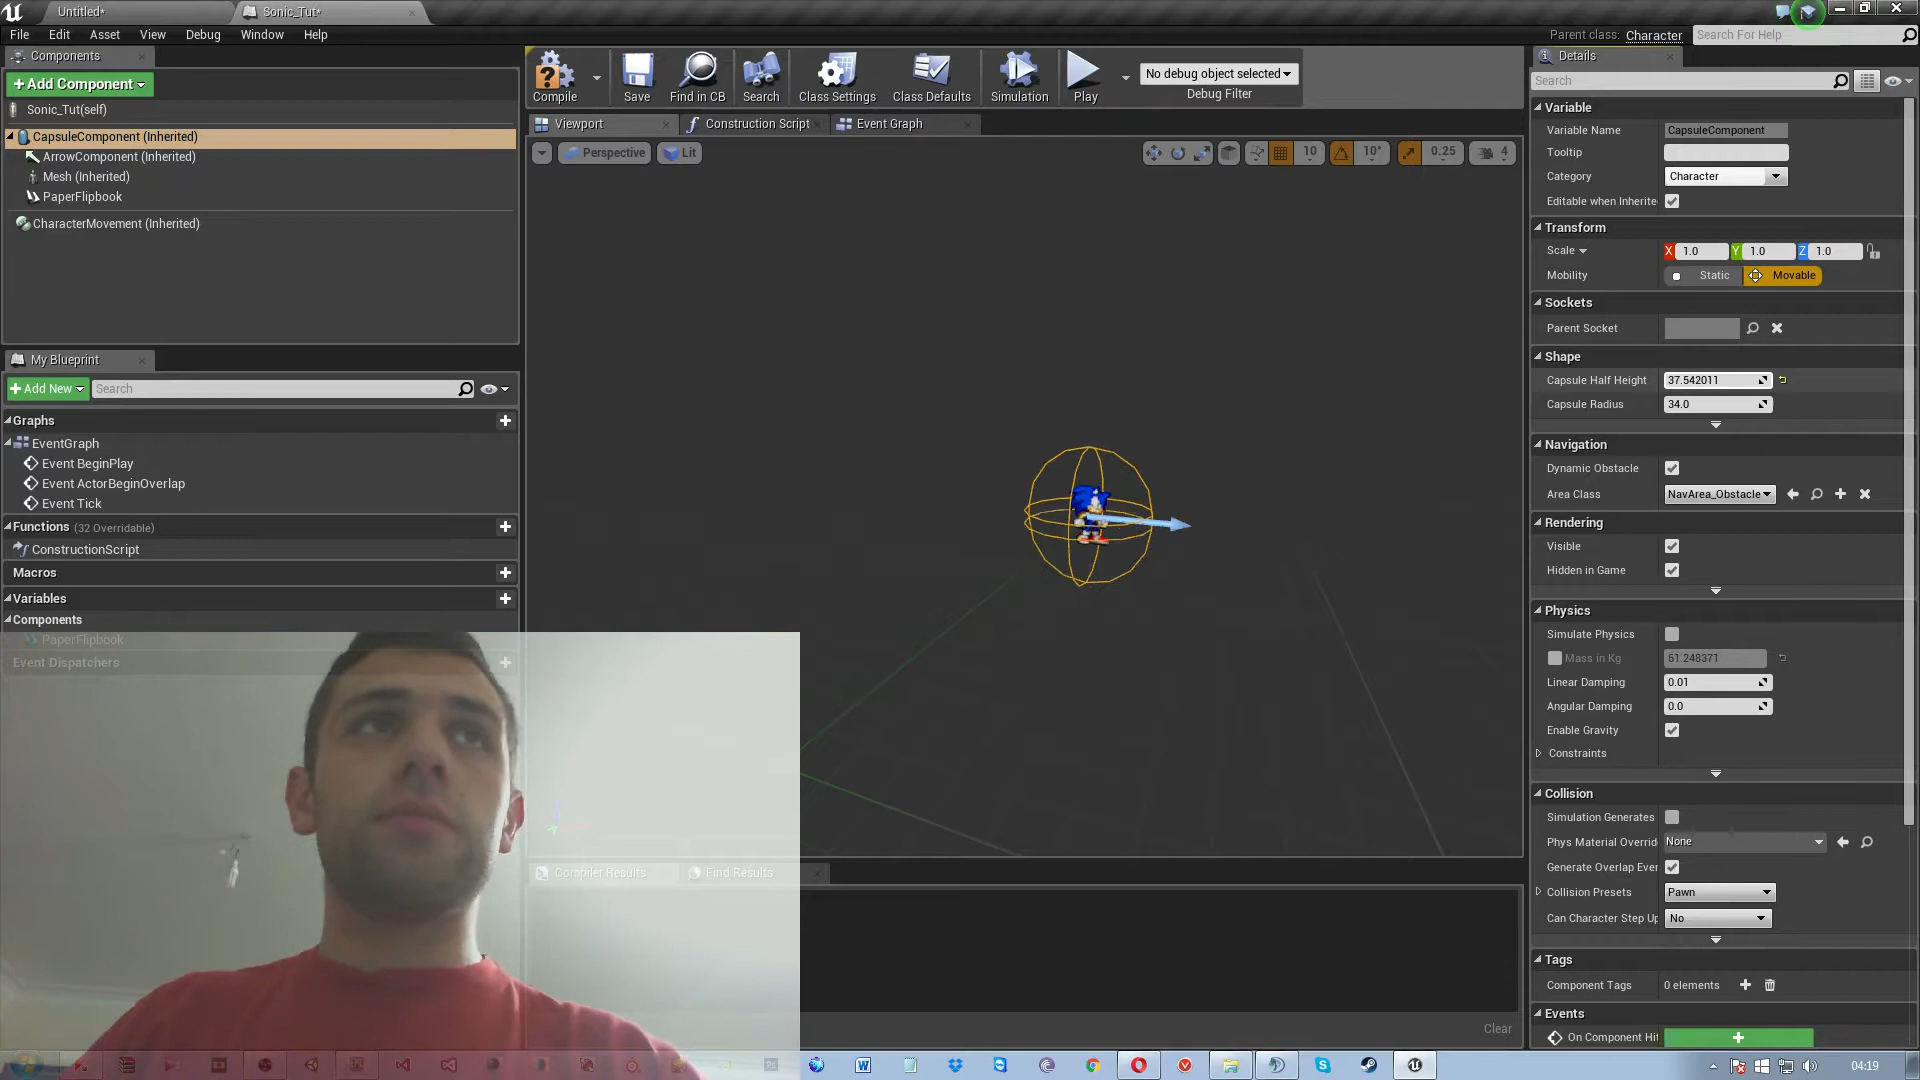 Untitled*
Sonic_Tut*
File Edit Asset View Debug Window Help
Parent class: Character
Search For Help
Components
+ Add Component
Sonic_Tut(self)
CapsuleComponent (Inherited)
ArrowComponent (Inherited)
Mesh (Inherited)
PaperFlipbook
CharacterMovement (Inherited)
My Blueprint
+ Add New
Search
Graphs
EventGraph
Event BeginPlay
Event ActorBeginOverlap
Event Tick
Functions (32 Overridable)
ConstructionScript
Macros
Variables
Components
PaperFlipbook
Event Dispatchers
Compile
Save
Find in CB
Search
Class Settings
Class Defaults
Simulation
Play
No debug object selected
Debug Filter
Viewport
Construction Script
Event Graph
Perspective
Lit
10
10°
0.25
4
Compiler Results
Find Results
Clear
Details
Search
Variable
Variable Name CapsuleComponent
Tooltip
Category Character
Editable when Inherite
Transform
Scale X 1.0 Y 1.0 Z 1.0
Mobility Static Movable
Sockets
Parent Socket
Shape
Capsule Half Height 37.542011
Capsule Radius 34.0
Navigation
Dynamic Obstacle
Area Class NavArea_Obstacle
Rendering
Visible
Hidden in Game
Physics
Simulate Physics
Mass in Kg 51.248371
Linear Damping 0.01
Angular Damping 0.0
Enable Gravity
Constraints
Collision
Simulation Generates
Phys Material Overrid None
Generate Overlap Ever
Collision Presets Pawn
Can Character Step Up No
Tags
Component Tags 0 elements
Events
On Component Hit
04:19